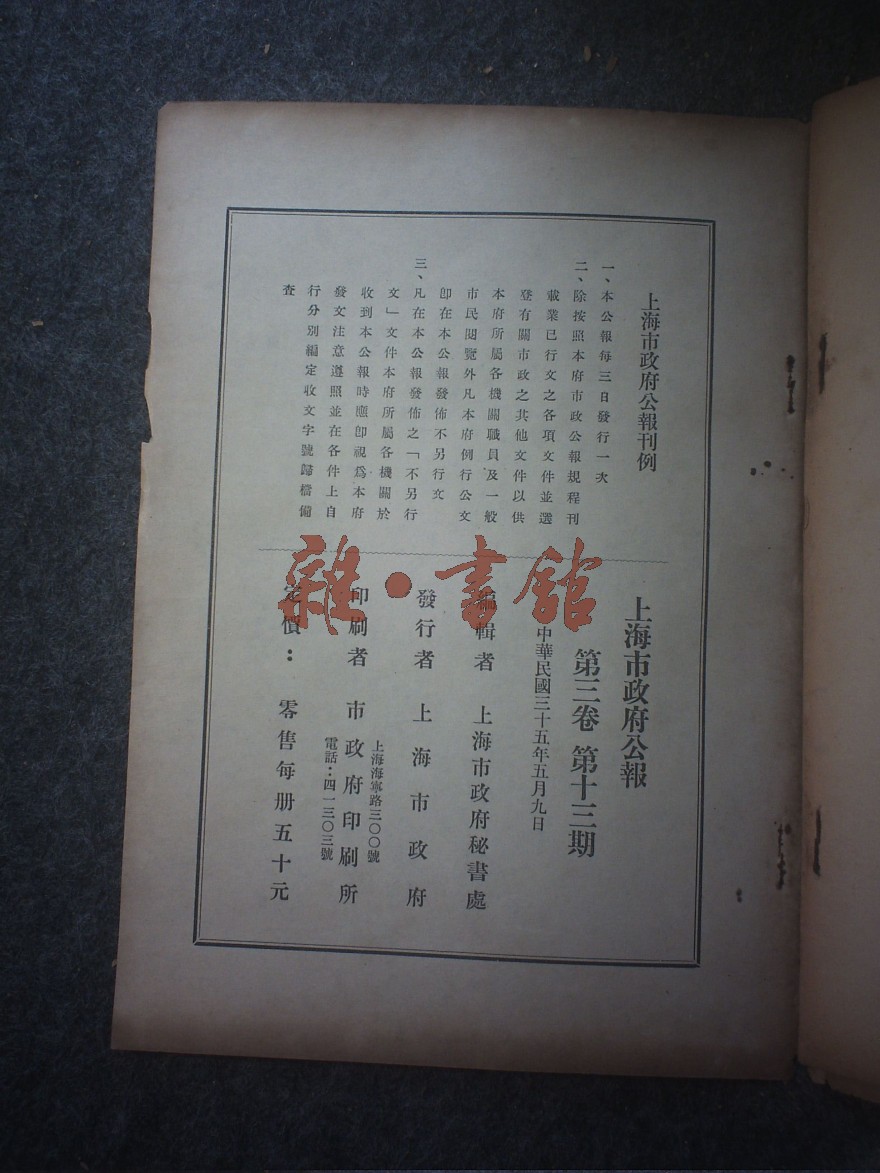 上海市政府公報刊例
一、本公報每三日發行一次
二、除按照本府市政公報規程刊
載業已行文之各項文件並選
登有關市政之其他文件以供
本府所屬各機關職員及一般
市民閱覽外凡本府例行公文
卽在本公報發佈不另行文
三、凡在本公報發佈之「不另行
文」文件本府所屬各機關於
收到本公報時應卽視爲本府
發文注意遵照並在各件上自
行分別編定收文字號歸檔備
查
上海市政府公報
第三卷 第十三期
中華民國三十五年五月九日
編輯者 上海市政府秘書處
發行者 上海市政府
印刷者 市政府印刷所
上海海寧路三〇〇號
電話：四一三〇三號
定價： 零售每册五十元
雜·書館